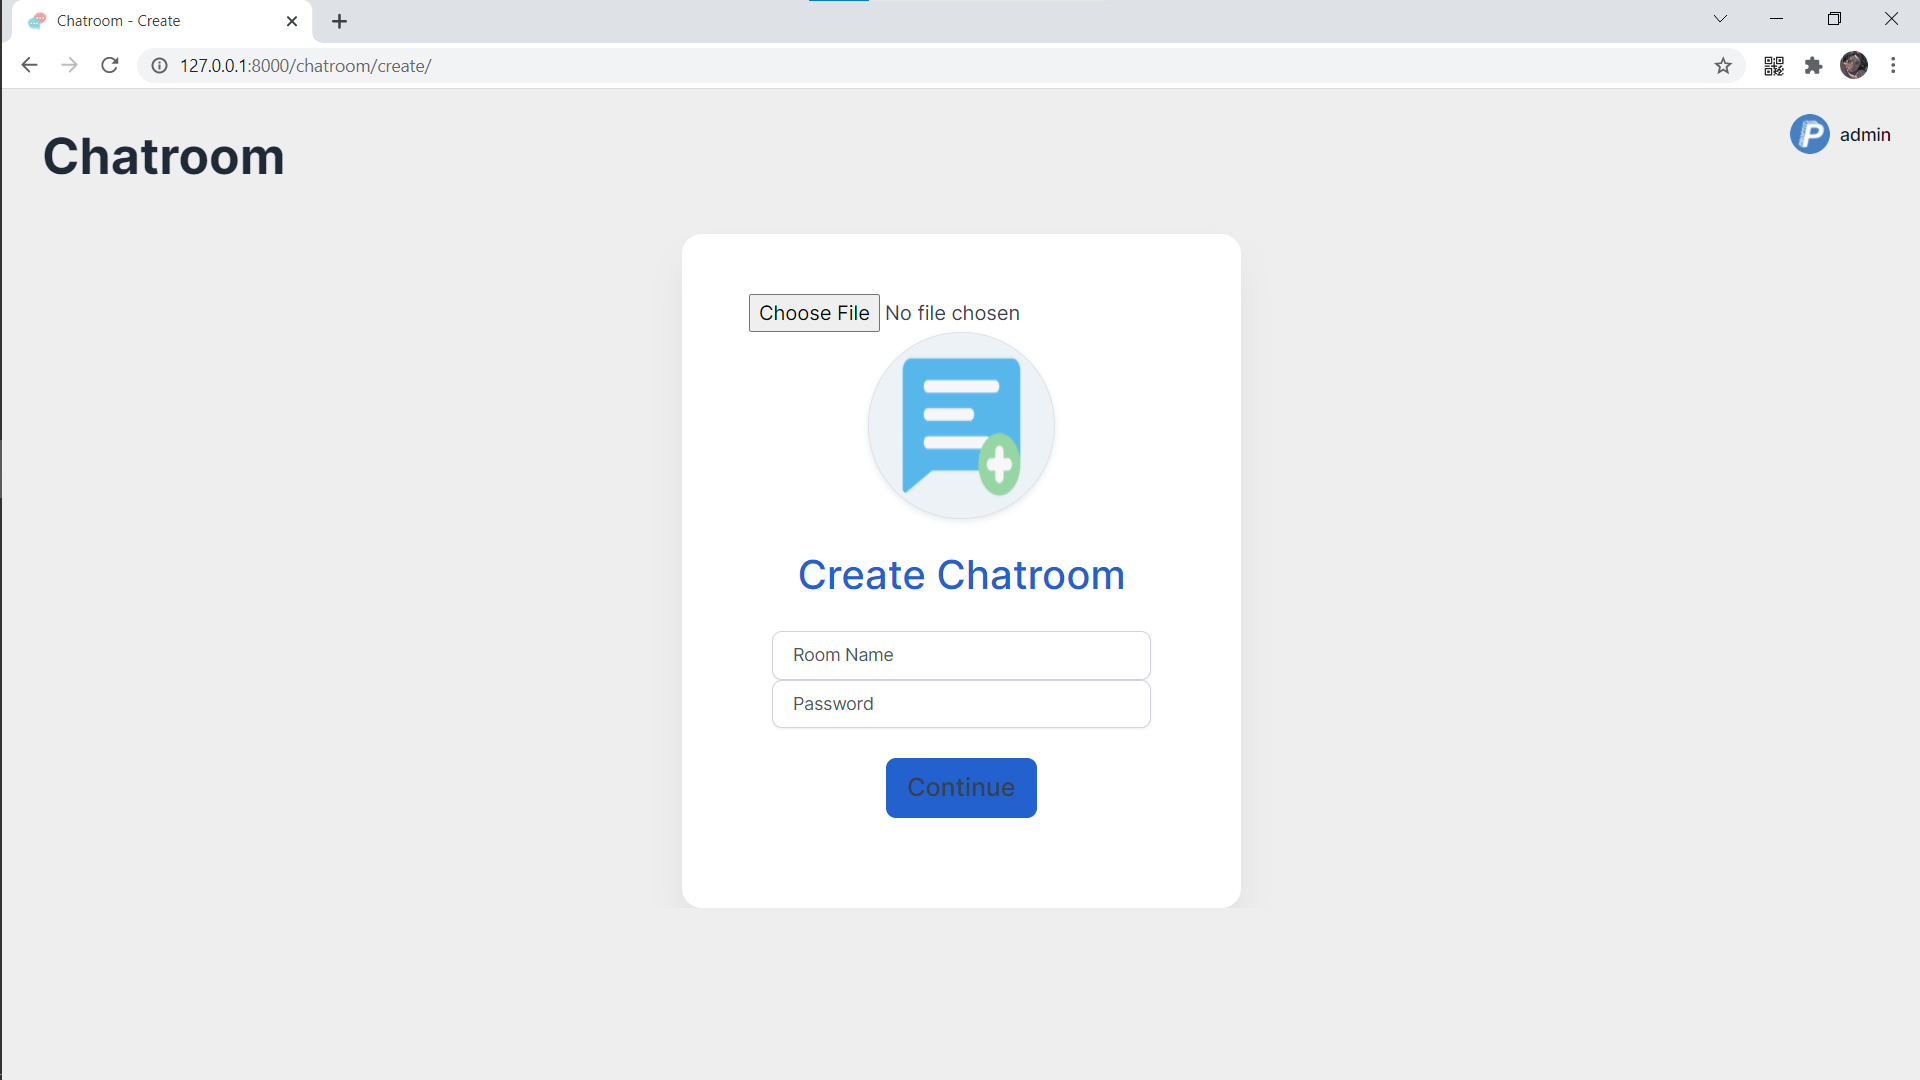 Chatroom - Create
127.0.0.1:8000/chatroom/create/
Chatroom
P admin
Choose File No file chosen
Create Chatroom
Room Name
Password
Continue